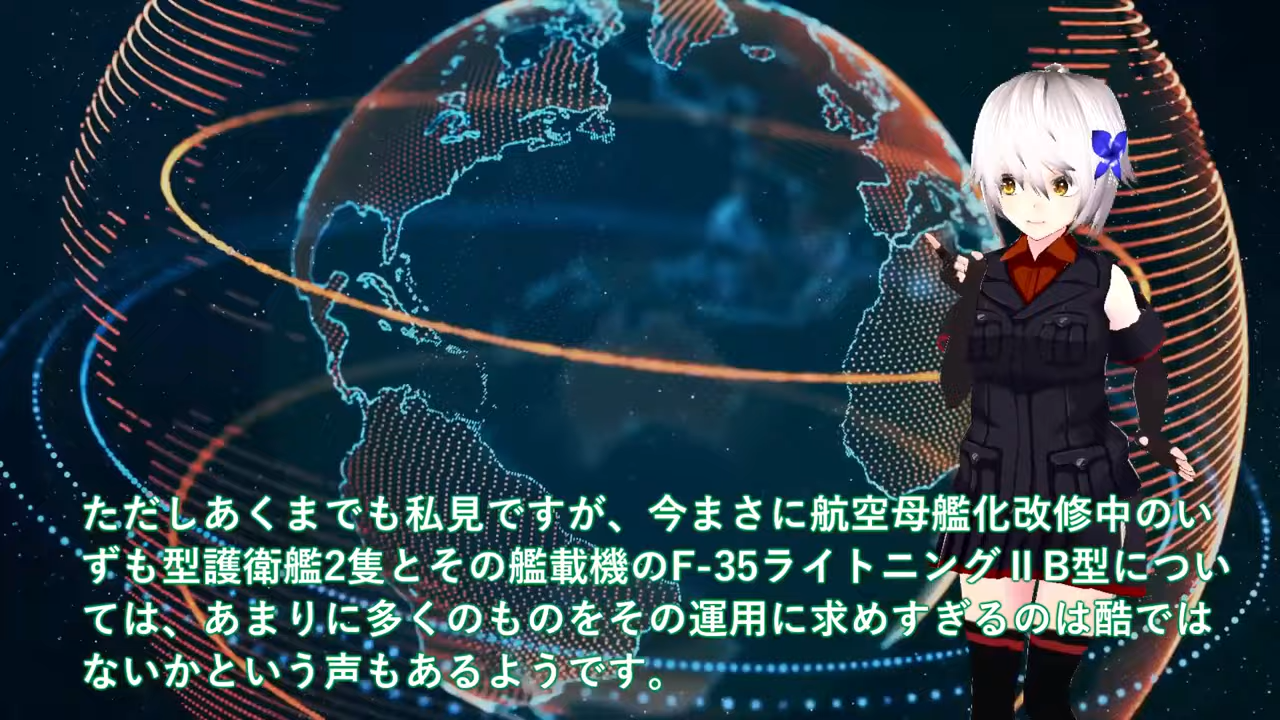 ただしあくまでも私見ですが、今まさに航空母艦化改修中のい
ずも型護衛艦2隻とその艦載機のF-35ライトニングⅡB型につい
ては、あまりに多くのものをその運用に求めすぎるのは酷では
ないかという声もあるようです。